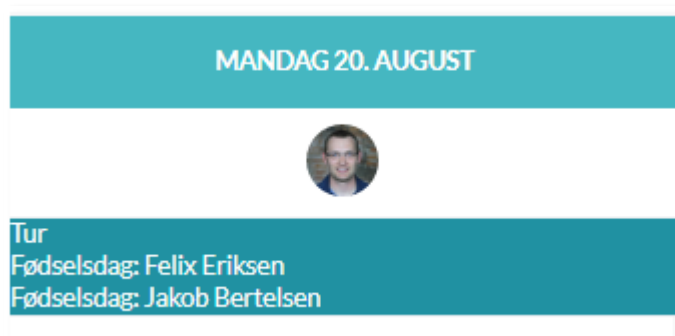 MANDAG 20. AUGUST
Tur
Fødselsdag: Felix Eriksen
Fødselsdag: Jakob Bertelsen